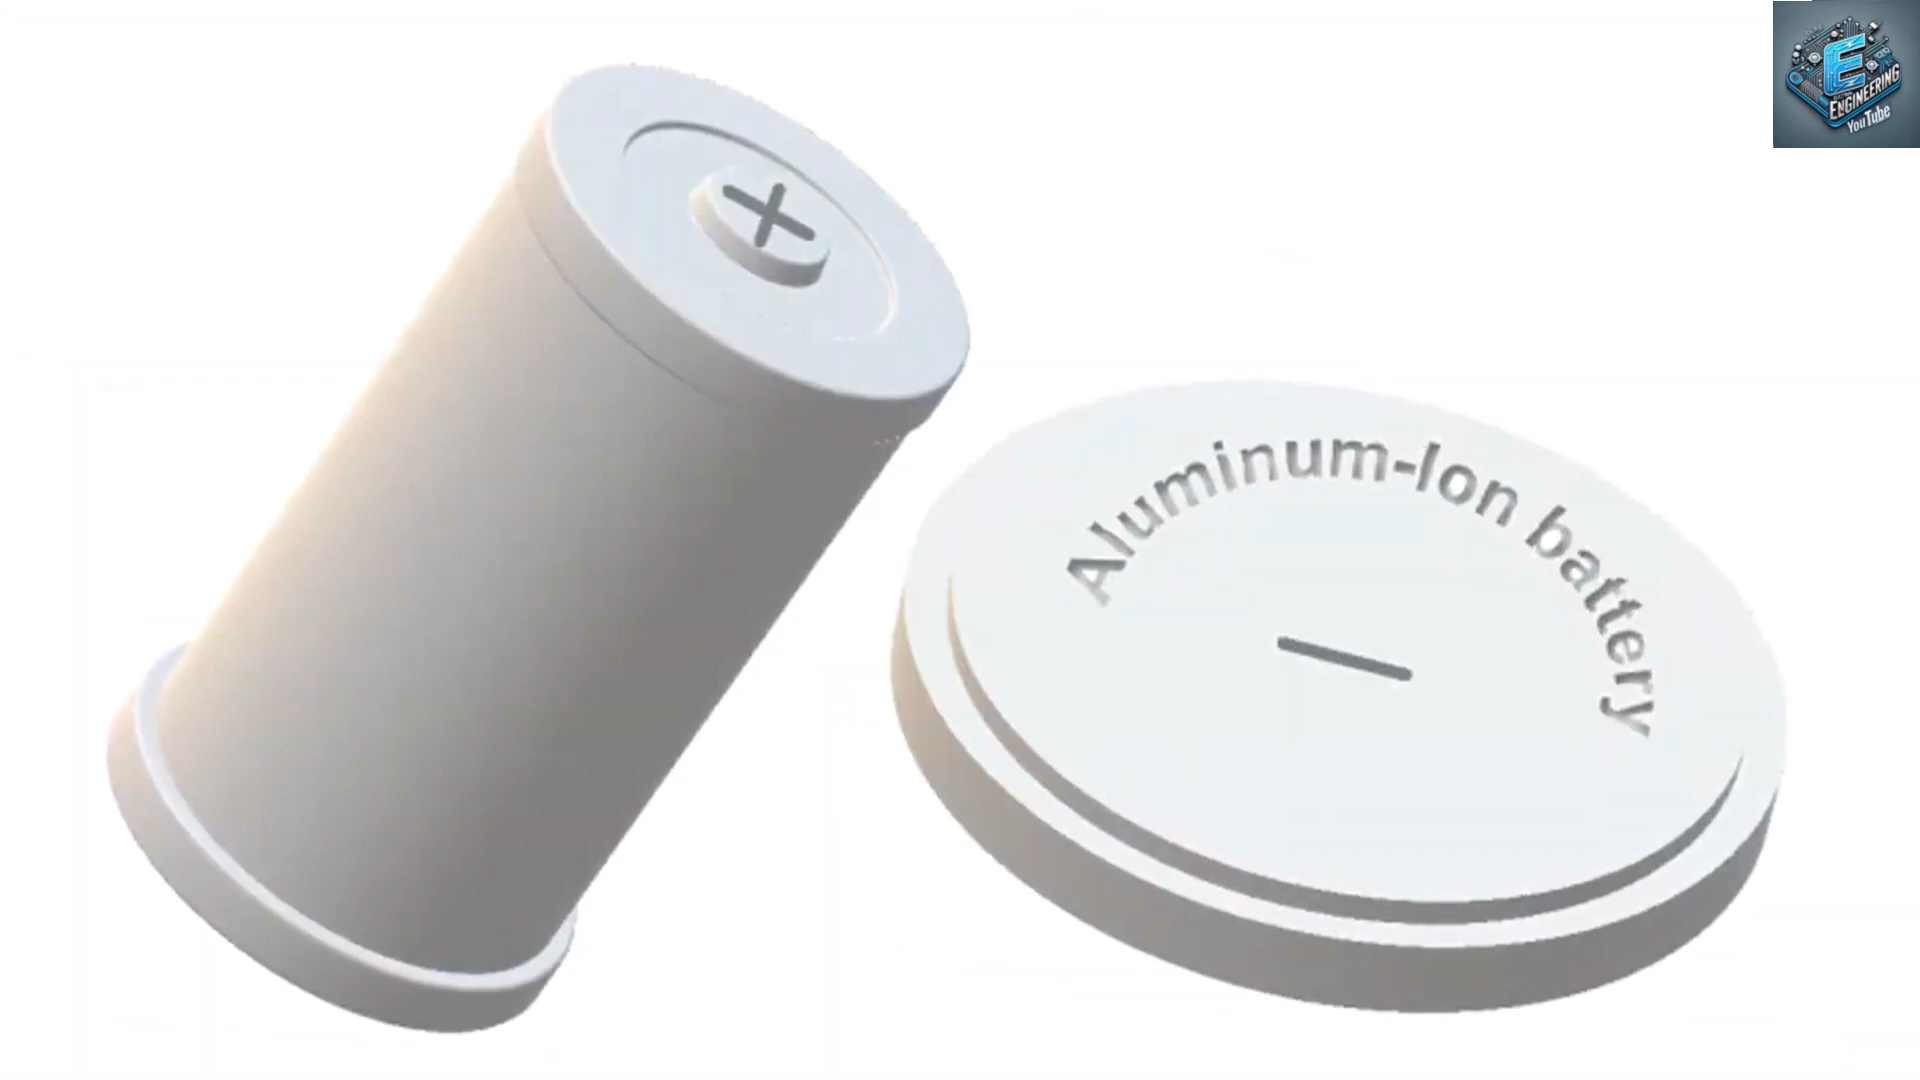 E
ENGINEERING
YouTube
+
Aluminum-Ion battery
–